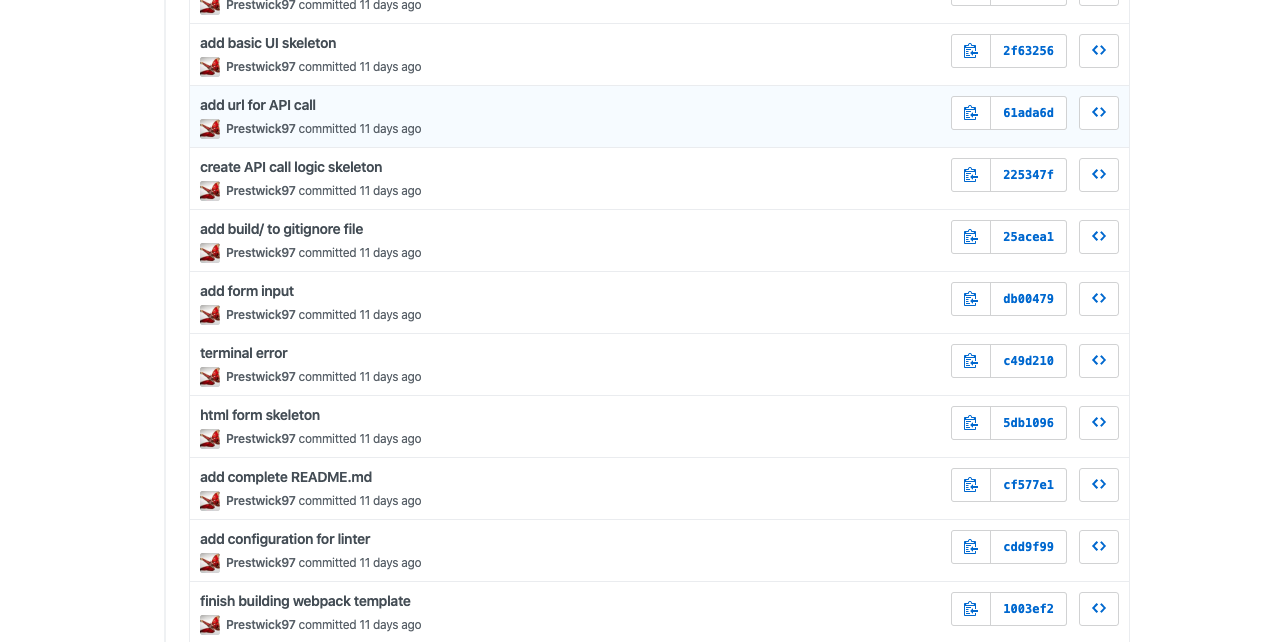 Prestwick97 committed 11 days ago
add basic UI skeleton
2f63256
Prestwick97 committed 11 days ago
add url for API call
61ada6d
Prestwick97 committed 11 days ago
create API call logic skeleton
225347f
Prestwick97 committed 11 days ago
add build/ to gitignore file
25acea1
Prestwick97 committed 11 days ago
add form input
db00479
Prestwick97 committed 11 days ago
terminal error
c49d210
Prestwick97 committed 11 days ago
html form skeleton
5db1096
Prestwick97 committed 11 days ago
add complete README.md
cf577e1
Prestwick97 committed 11 days ago
add configuration for linter
cdd9f99
Prestwick97 committed 11 days ago
finish building webpack template
1003ef2
Prestwick97 committed 11 days ago